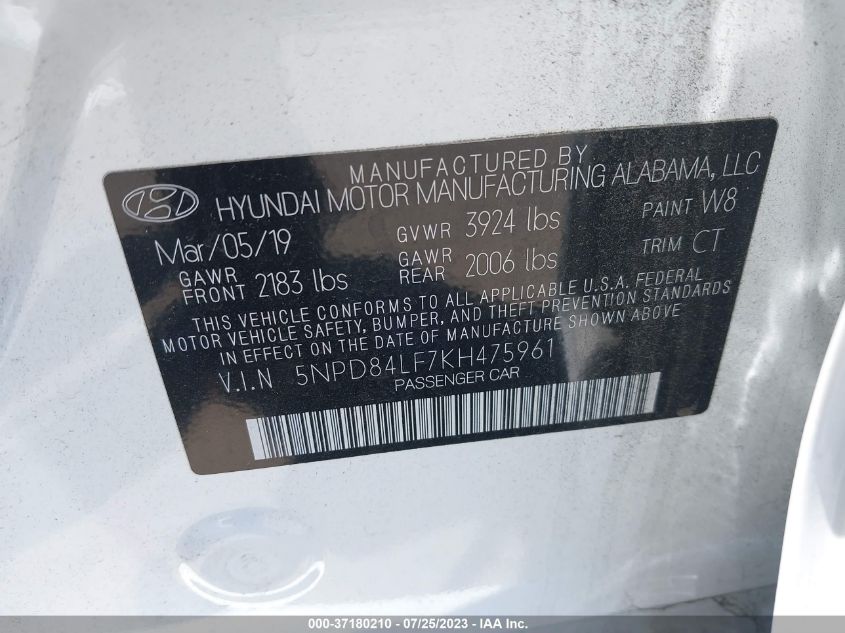 MANUFACTURED BY
HYUNDAI MOTOR MANUFACTURING ALABAMA, LLC
Mar/05/19 GVWR 3924 lbs PAINT W8
GAWR FRONT 2183 lbs GAWR REAR 2006 lbs TRIM CT
THIS VEHICLE CONFORMS TO ALL APPLICABLE U.S.A. FEDERAL
MOTOR VEHICLE SAFETY, BUMPER, AND THEFT PREVENTION STANDARDS
IN EFFECT ON THE DATE OF MANUFACTURE SHOWN ABOVE
V.I.N 5NPD84LF7KH475961
PASSENGER CAR
000-37180210 - 07/25/2023 - IAAI.com